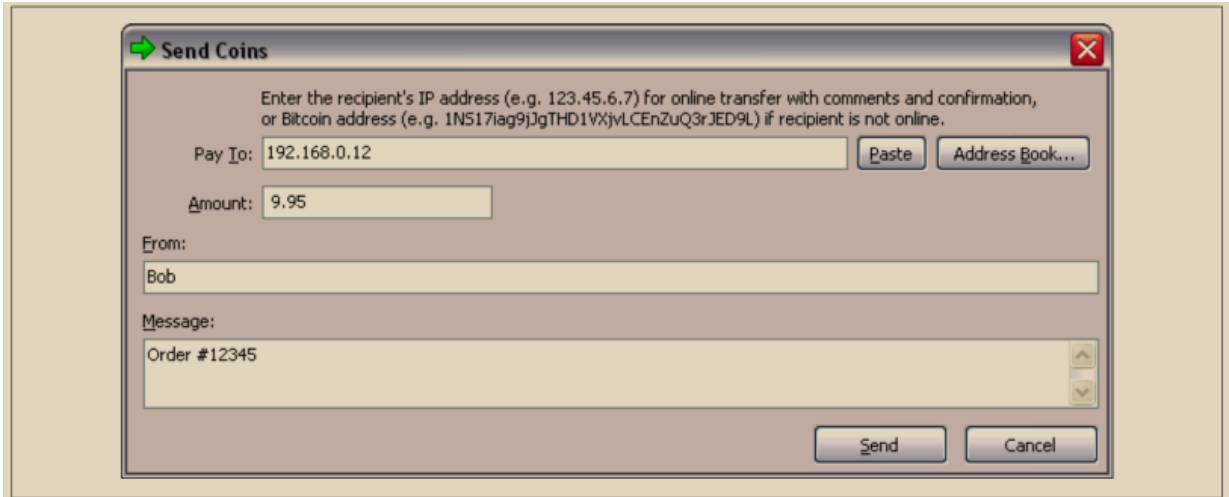 Send Coins
Enter the recipient's IP address (e.g. 123.45.6.7) for online transfer with comments and confirmation,
or Bitcoin address (e.g. 1NS17iag9jJgTHD1VXjvLCEnZuQ3rJED9L) if recipient is not online.
Pay To: 192.168.0.12 Paste Address Book...
Amount: 9.95
From:
Bob
Message:
Order #12345
Send Cancel